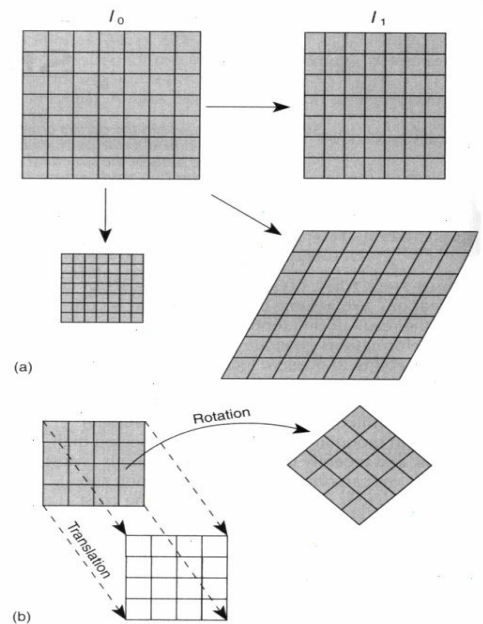 I₀ I₁
(a)
Rotation
Translation
(b)